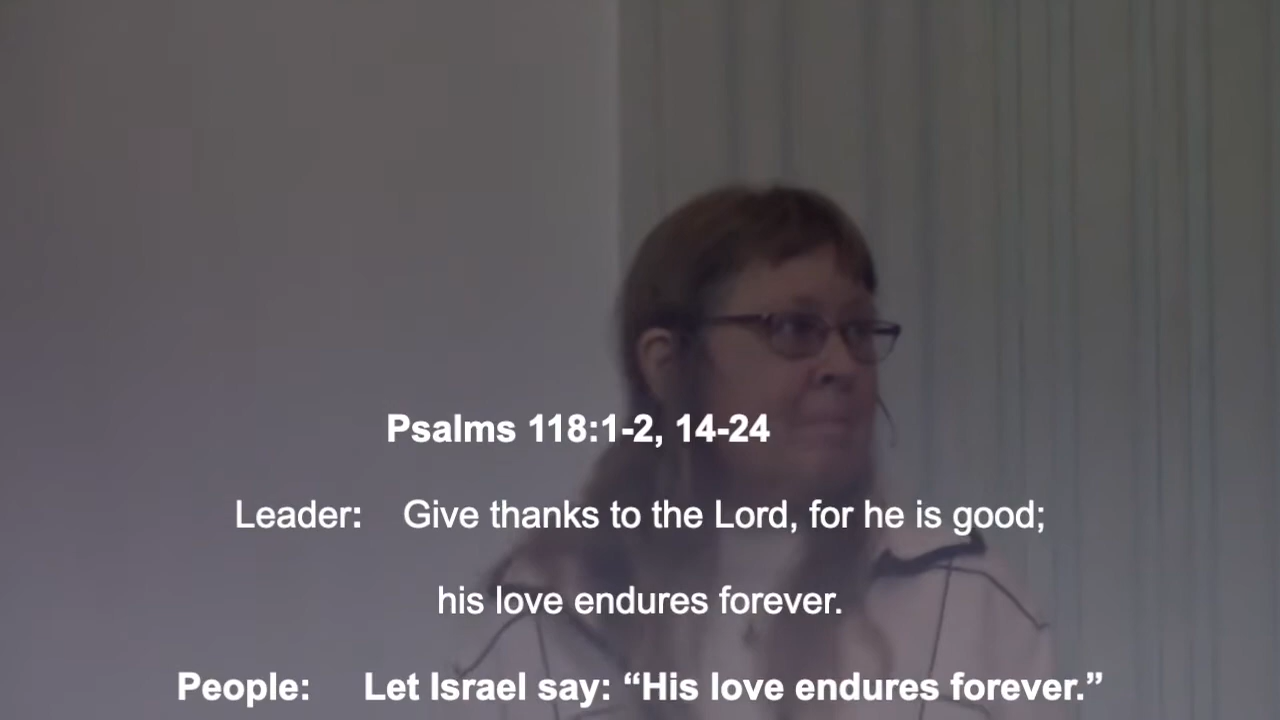 Psalms 118:1-2, 14-24
Leader: Give thanks to the Lord, for he is good;
his love endures forever.
People: Let Israel say: “His love endures forever.”